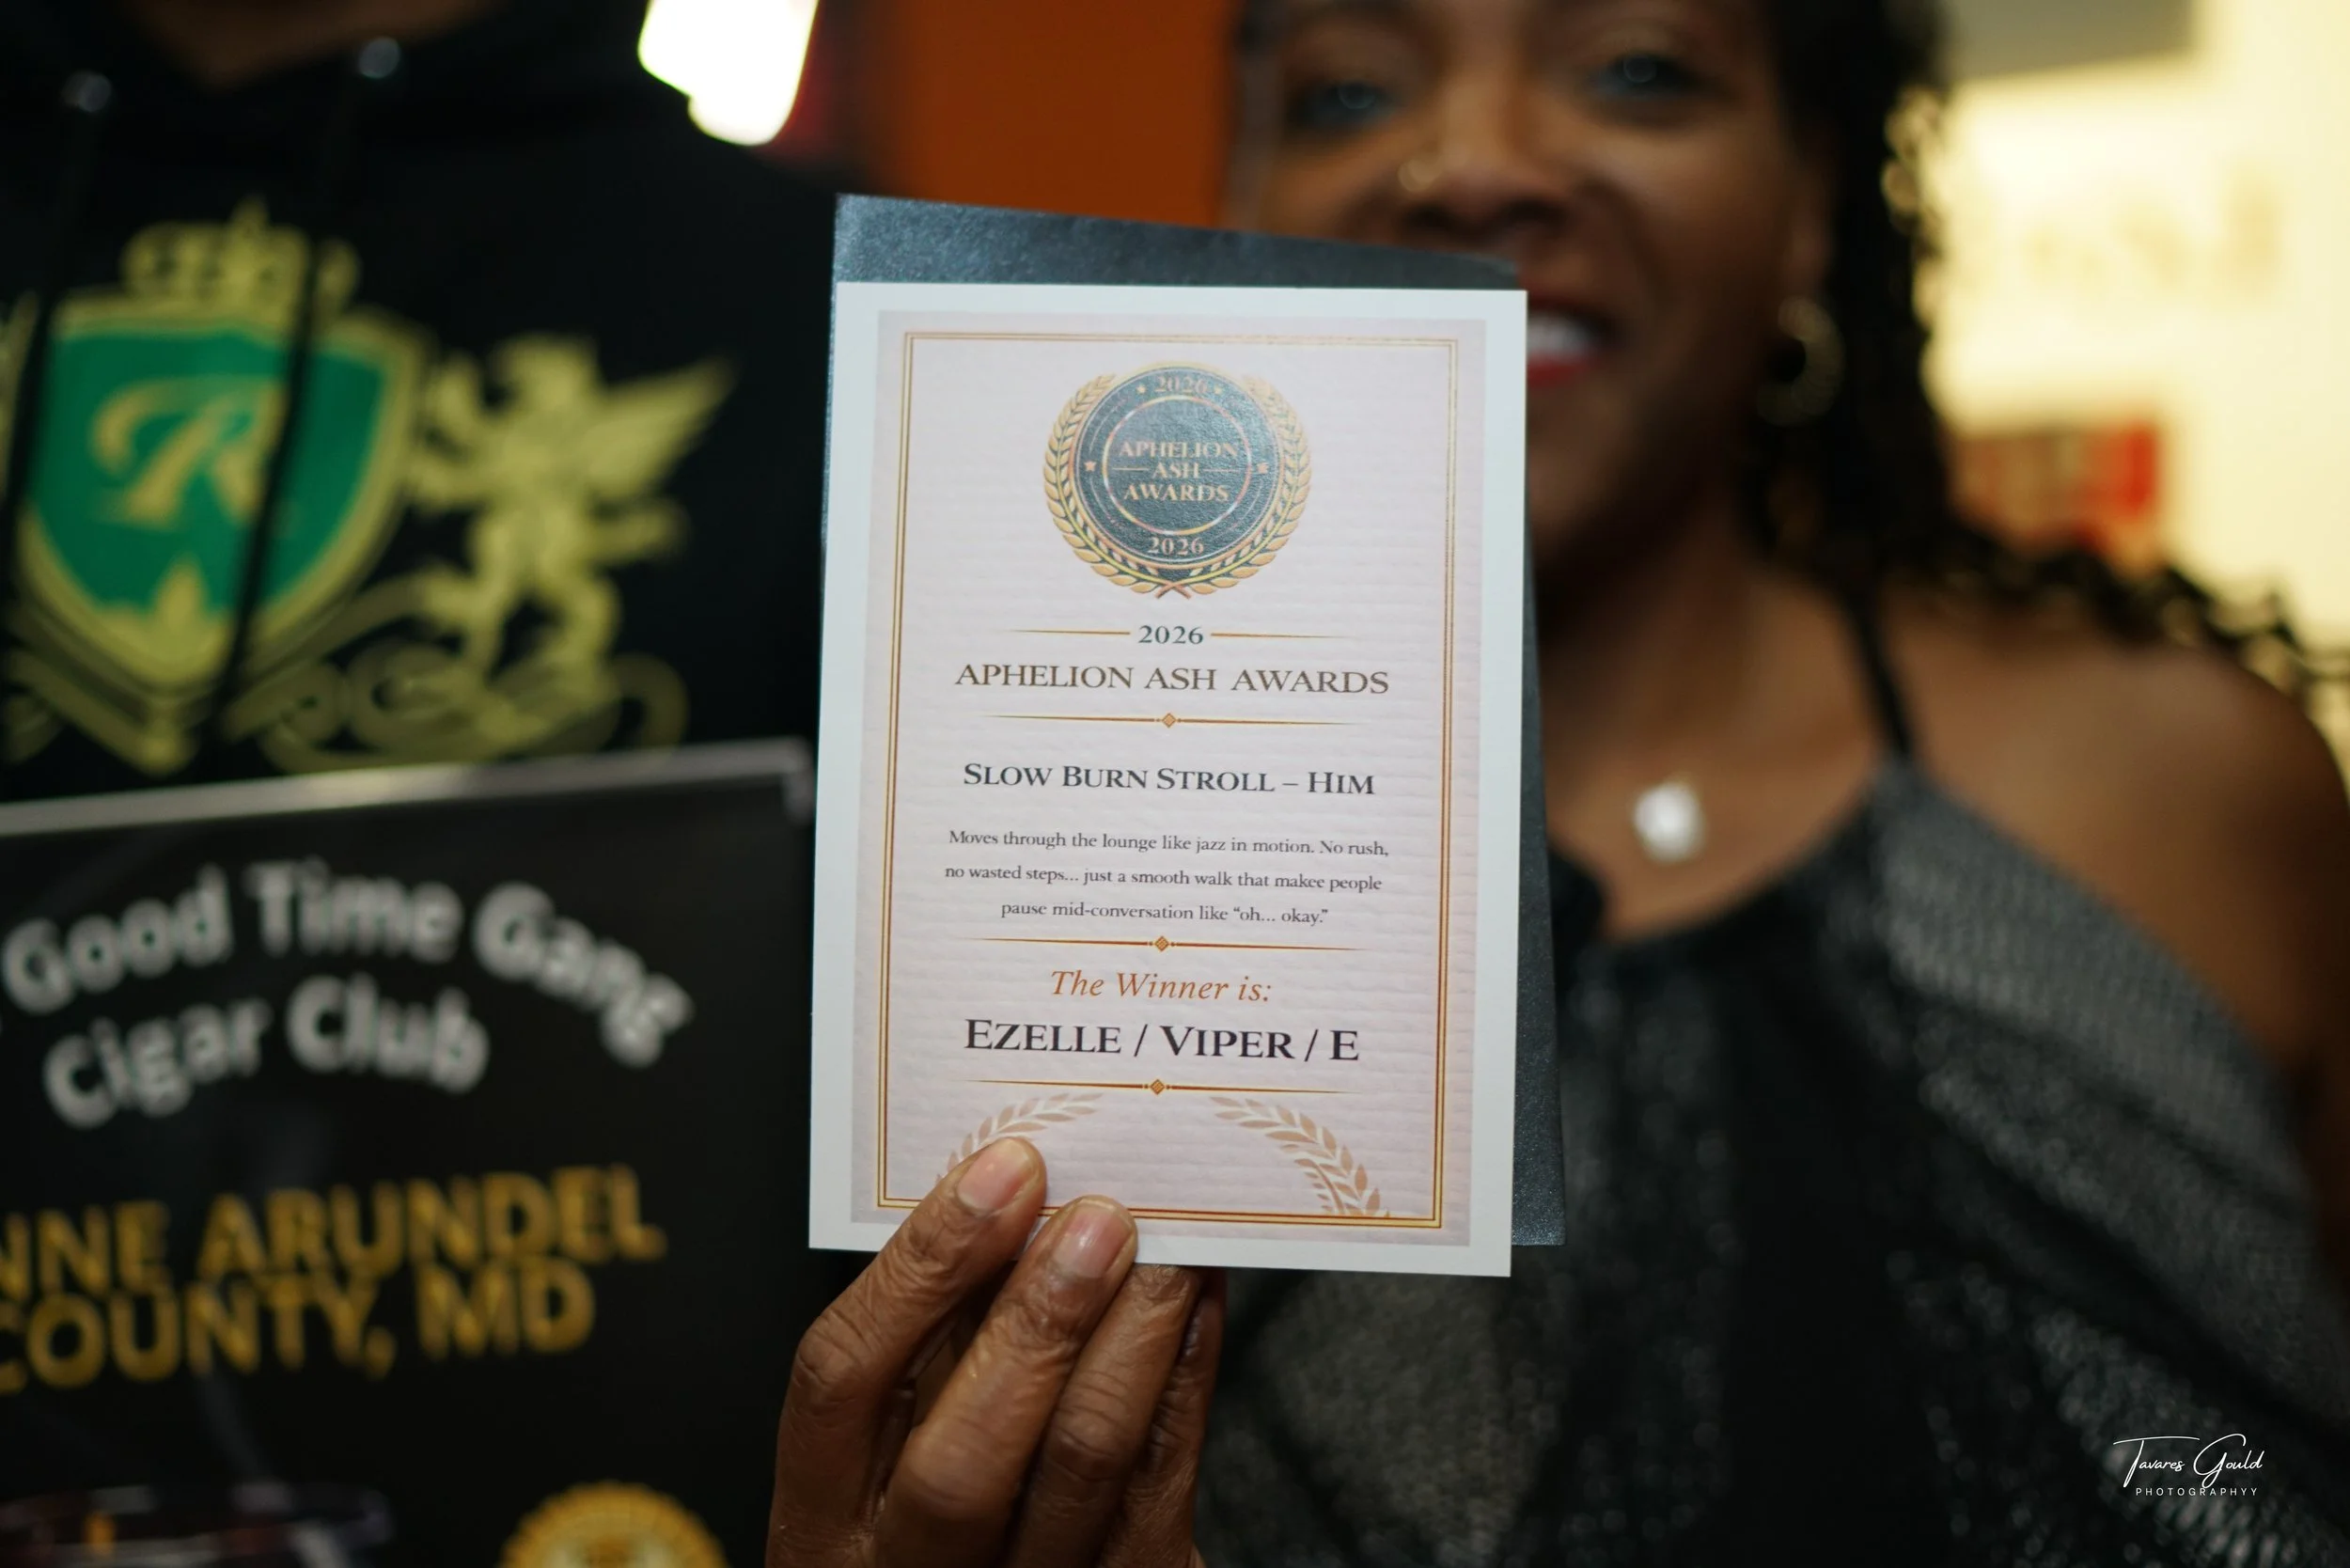 2026
APHELION
ASH
AWARDS
2026
2026
APHELION ASH AWARDS
SLOW BURN STROLL – HIM
Moves through the lounge like jazz in motion. No rush,
no wasted steps... just a smooth walk that makee people
pause mid-conversation like “oh... okay.”
The Winner is:
EZELLE / VIPER / E
R
Good Time Gang
Cigar Club
NNE ARUNDEL
COUNTY, MD
Tavares Gould
PHOTOGRAPHYY